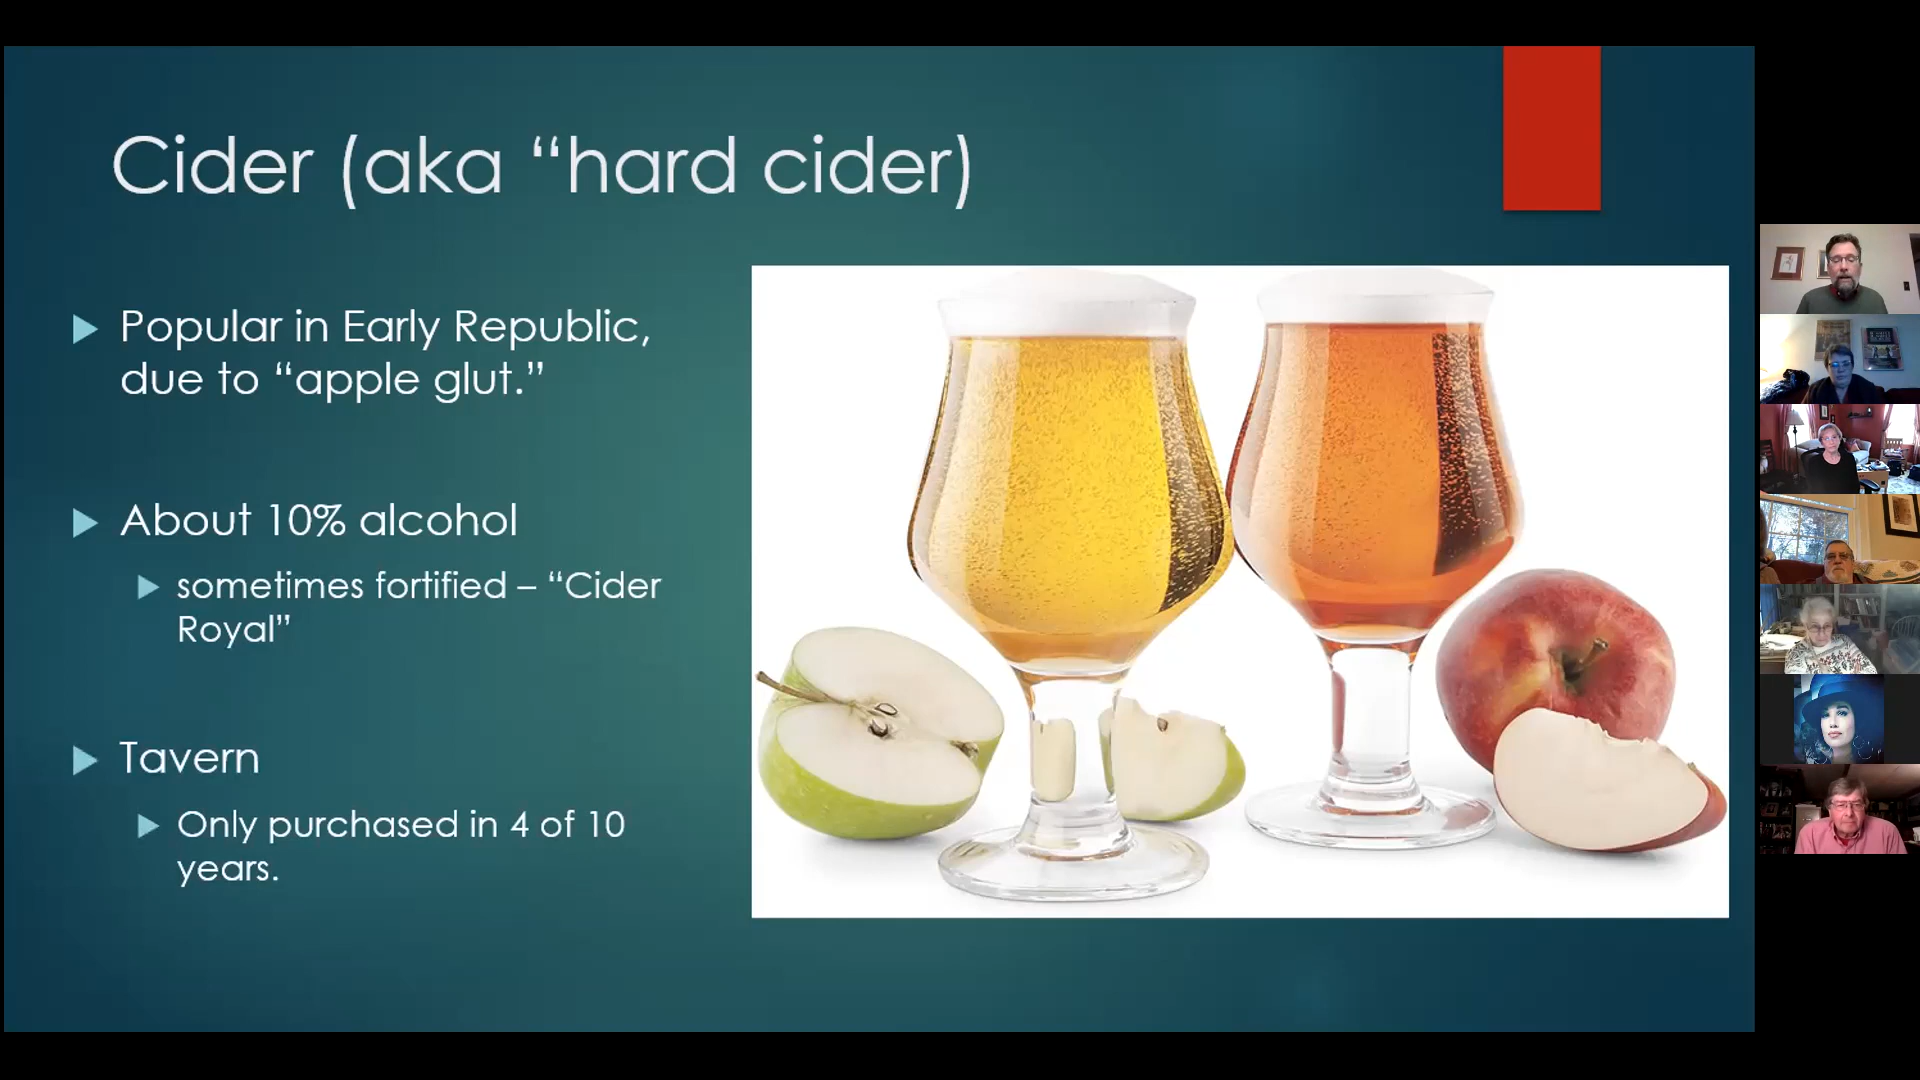 Cider (aka “hard cider)
Popular in Early Republic,
due to “apple glut.”
About 10% alcohol
sometimes fortified – “Cider
Royal”
Tavern
Only purchased in 4 of 10
years.